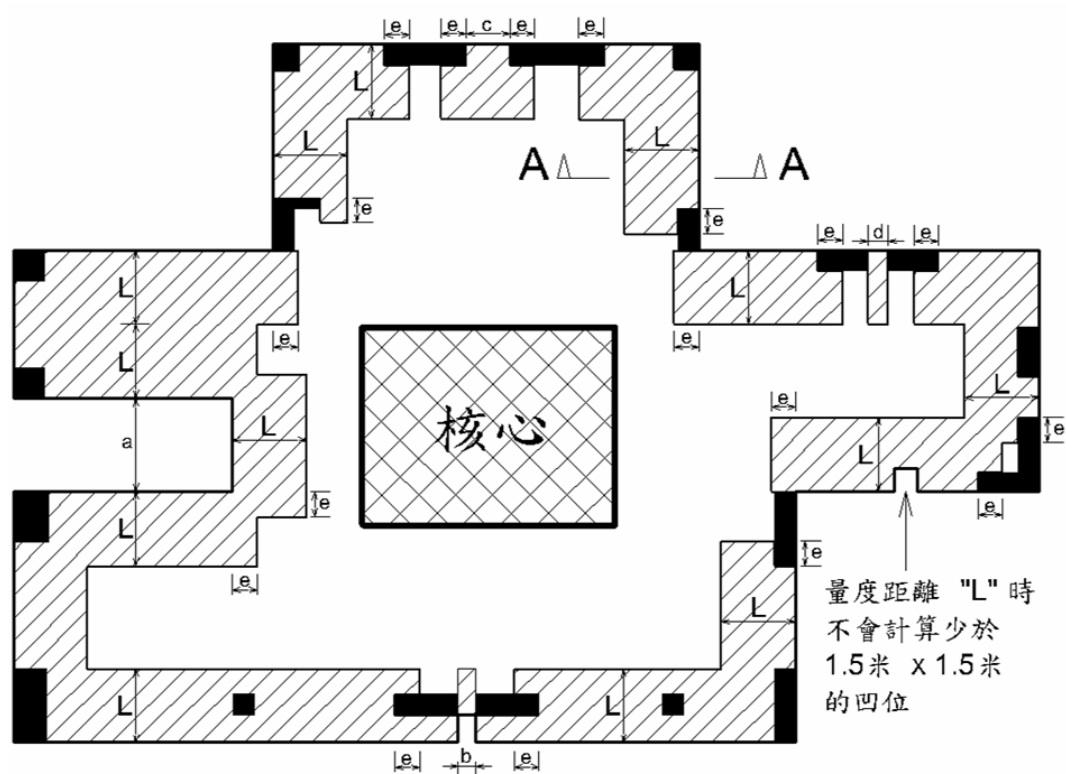 e e c e e
L
L L
A A
e e
e d e
L L
L
e e
核心
a L
e
L e
L
L
e e
e e
e
L
量度距離 "L" 時
不會計算少於
1.5米 x 1.5米
的凹位
L L
e b e